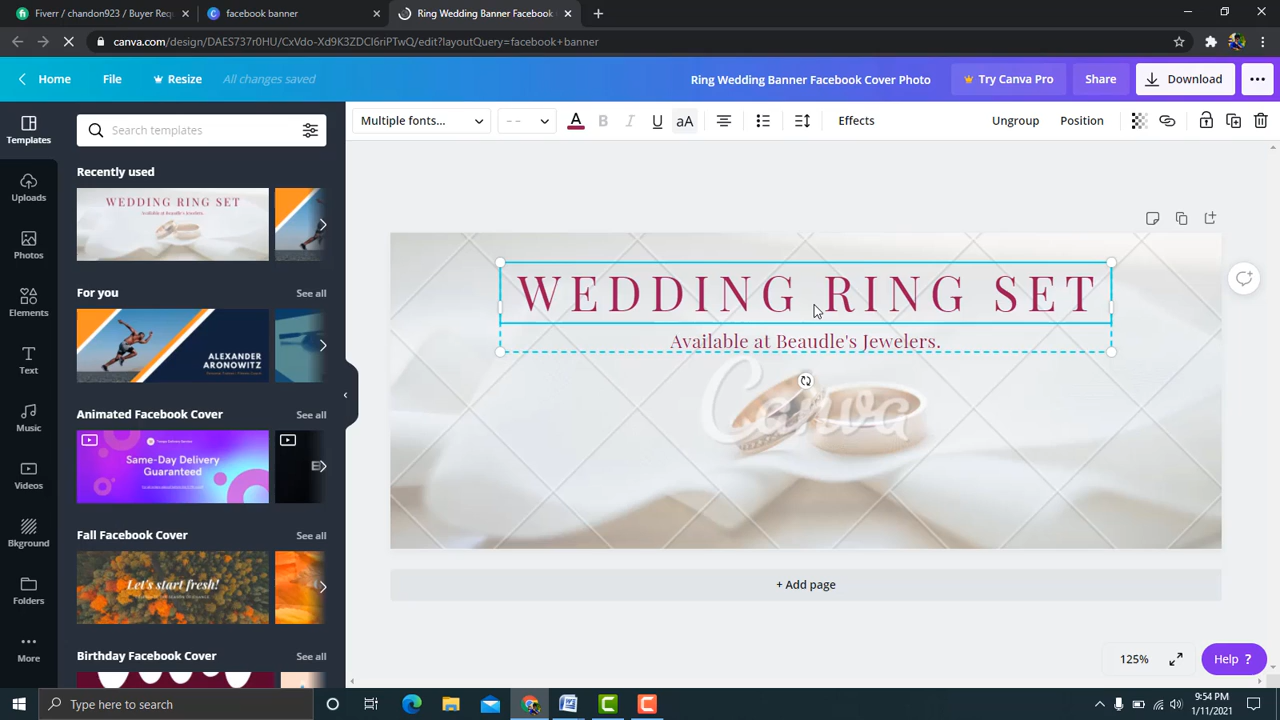 Fiverr / chandon923 / Buyer Req
facebook banner
Ring Wedding Banner Facebook
canva.com/design/DAES737r0HU/CxVdo-Xd9K3ZDCl6riPTwQ/edit?layoutQuery=facebook+banner
Home
File
Resize
All changes saved
Ring Wedding Banner Facebook Cover Photo
Try Canva Pro
Share
Download
Templates
Uploads
Photos
Elements
Text
Music
Videos
Bkground
Folders
More
Search templates
Multiple fonts...
A
B
I
U
aA
Effects
Ungroup
Position
Recently used
WEDDING RING SET
Available at Beaudle's Jewelers.
For you
See all
ALEXANDER
ARONOWITZ
Animated Facebook Cover
See all
Same-Day Delivery
Guaranteed
Fall Facebook Cover
See all
Let's start fresh!
Birthday Facebook Cover
See all
WEDDING RING SET
Available at Beaudle's Jewelers.
Canva
+ Add page
125%
Help ?
Type here to search
9:54 PM
1/11/2021